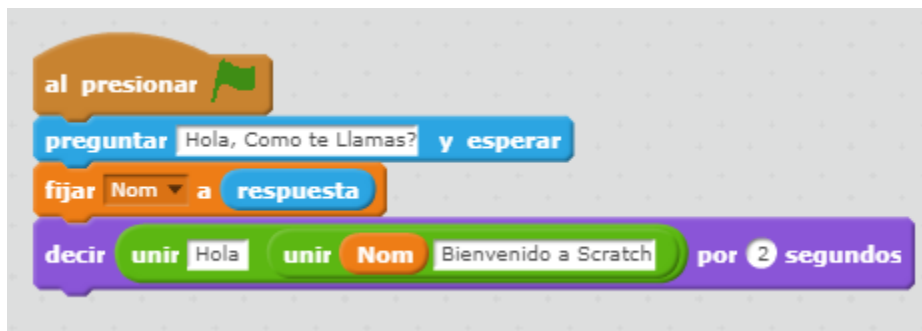 al presionar
preguntar Hola, Como te Llamas? y esperar
fijar Nom a respuesta
decir unir Hola unir Nom Bienvenido a Scratch por 2 segundos